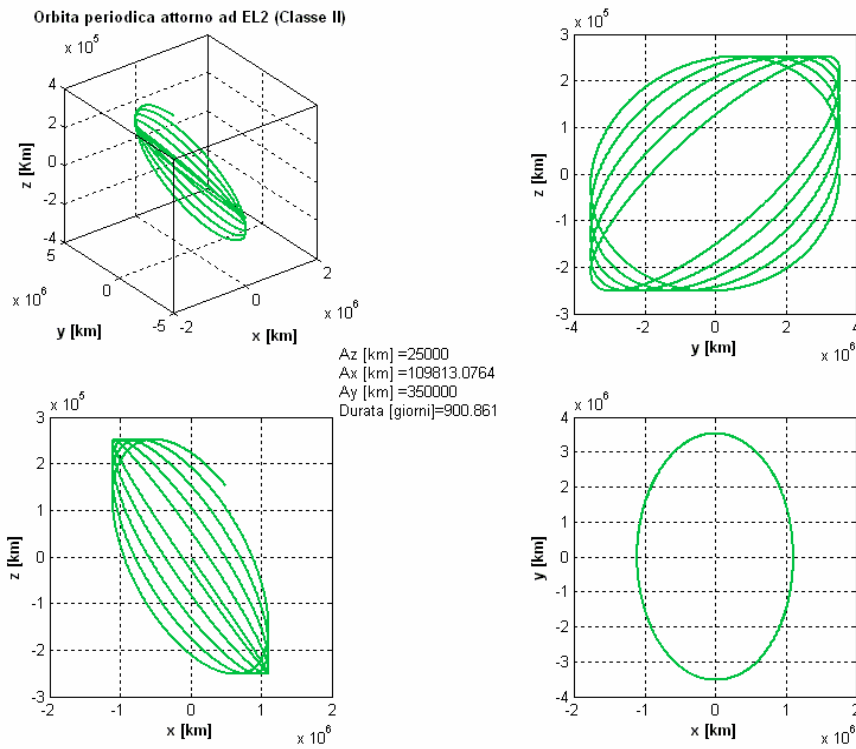 Orbita periodica attorno ad EL2 (Classe II)
x 10^5
4
2
0
-2
-4
z [Km]
5
x 10^6
0
-5
y [km]
-2
0
2
x 10^6
x [km]
x 10^5
3
2
1
0
-1
-2
-3
z [km]
-4
-2
0
2
4
y [km]
x 10^6
Az [km] =25000
Ax [km] =109813.0764
Ay [km] =350000
Durata [giorni]=900.861
x 10^5
3
2
1
0
-1
-2
-3
z [km]
-2
-1
0
1
2
x [km]
x 10^6
x 10^6
4
3
2
1
0
-1
-2
-3
-4
y [km]
-2
-1
0
1
2
x [km]
x 10^6